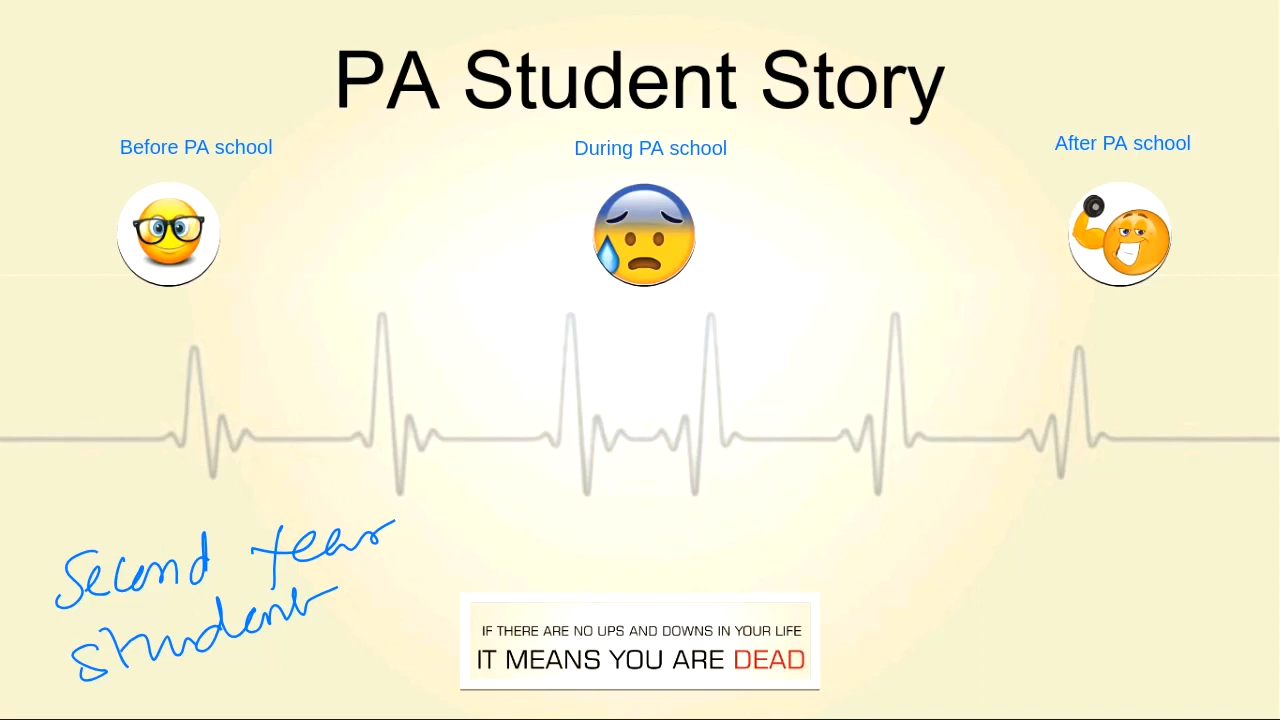 PA Student Story
Before PA school
During PA school
After PA school
Second Year
student
IF THERE ARE NO UPS AND DOWNS IN YOUR LIFE
IT MEANS YOU ARE DEAD